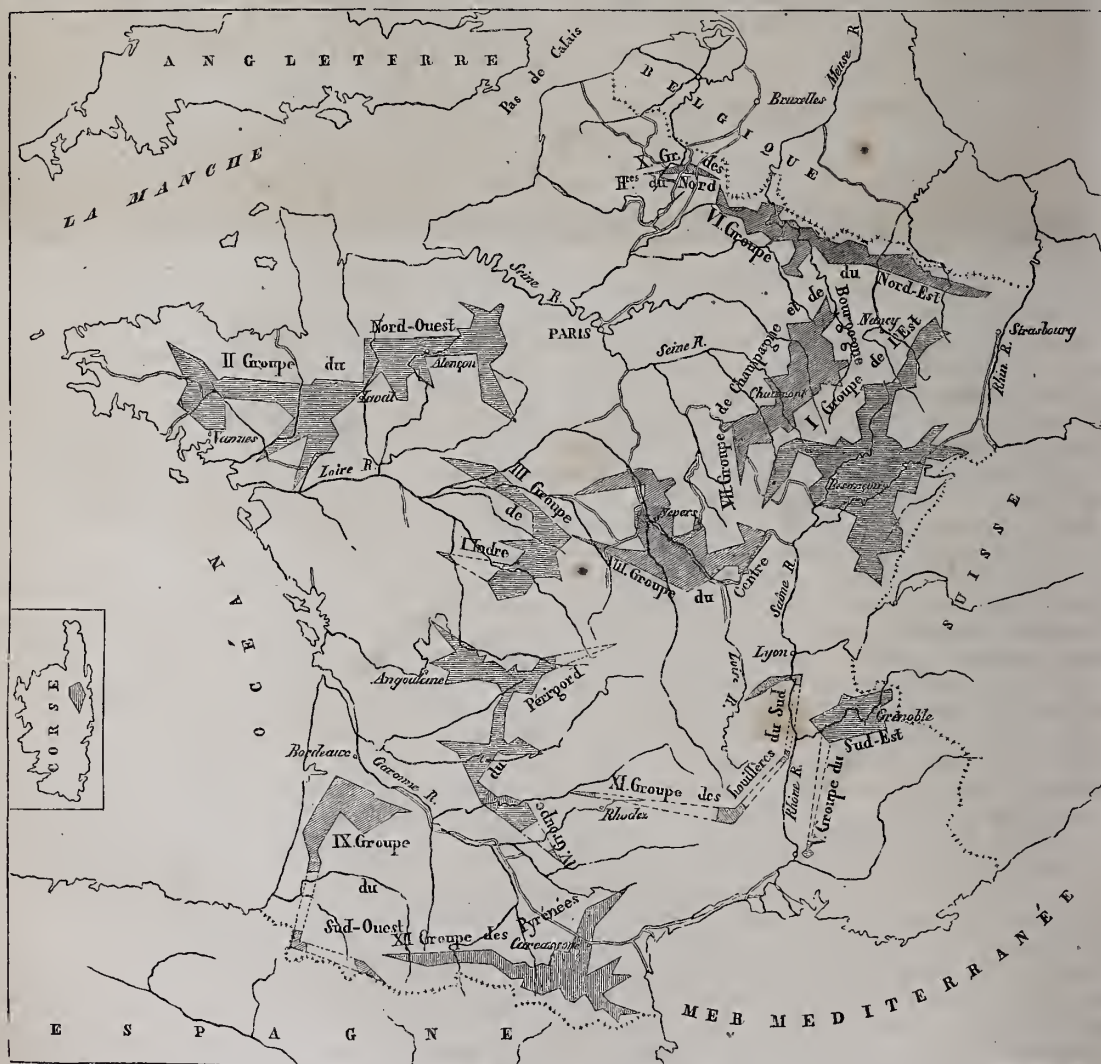 ANGLETERRE
Pas de Calais
BELGIQUE
Bruxelles
Meuse R.
LA MANCHE
X. Gr. des
H.res du Nord
VI. Groupe
du
Nord-Est
Seine R.
PARIS
Seine R.
Nord-Ouest
II Groupe du
Alençon
Laval
Vannes
Loire R.
VII. Groupe de Champagne et de
Bourgogne
Chaumont
Nancy
I Groupe de l'Est
Strasbourg
Rhin R.
Besançon
III Groupe
de
l'Indre
Nevers
VIII. Groupe
du
Centre
Saône R.
SUISSE
OCÉAN
CORSE
Angoulême
Périgord
du
IV. Groupe
Loire R.
Lyon
Grenoble
Sud-Est
V. Groupe du
Bordeaux
Garonne R.
XI. Groupe des
houillères du Sud
Rhodez
Rhône R.
IX. Groupe
du
Sud-Ouest
XII Groupe des Pyrénées
Carcassone
MER MEDITERRANÉE
ESPAGNE